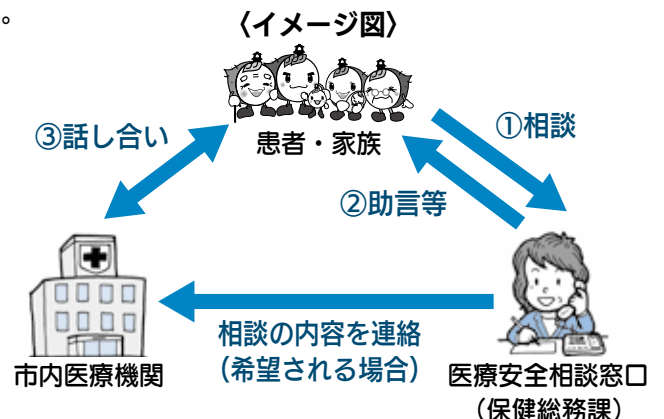 。
〈イメージ図〉
患者・家族
③話し合い
①相談
②助言等
相談の内容を連絡
（希望される場合）
市内医療機関
医療安全相談窓口
（保健総務課）